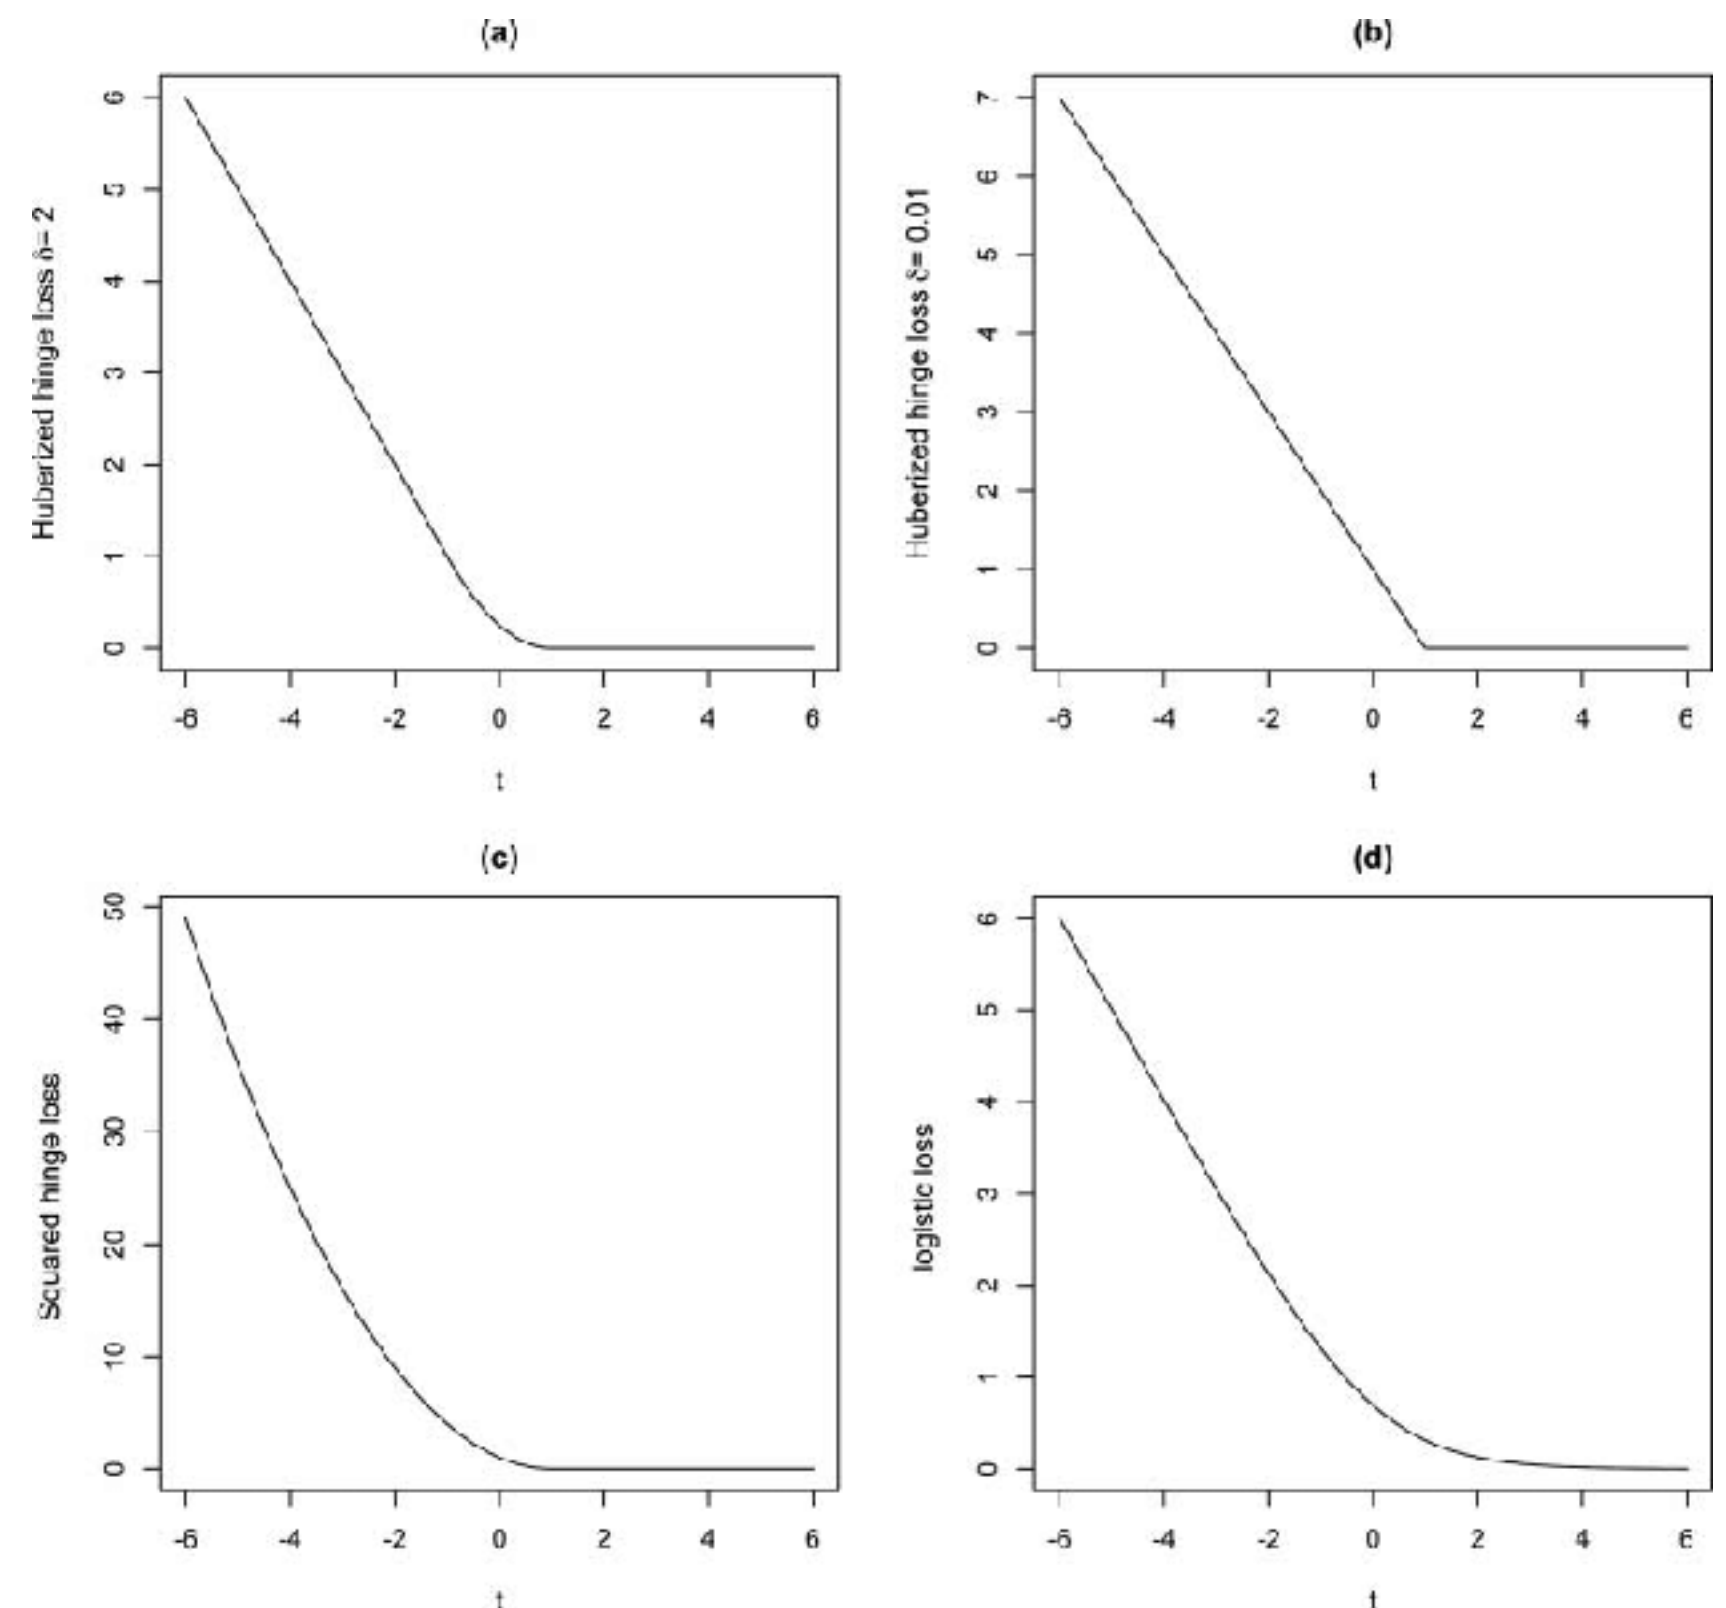 (a)
Huberized hinge loss δ= 2
6
5
4
3
2
1
0
-6 -4 -2 0 2 4 6
t
(b)
Huberized hinge loss δ= 0.01
7
6
5
4
3
2
1
0
-6 -4 -2 0 2 4 6
t
(c)
Squared hinge loss
50
40
30
20
10
0
-6 -4 -2 0 2 4 6
t
(d)
logistic loss
6
5
4
3
2
1
0
-6 -4 -2 0 2 4 6
t